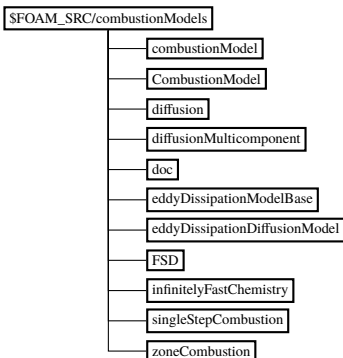 $FOAM_SRC/combustionModels
combustionModel
CombustionModel
diffusion
diffusionMulticomponent
doc
eddyDissipationModelBase
eddyDissipationDiffusionModel
FSD
infinitelyFastChemistry
singleStepCombustion
zoneCombustion